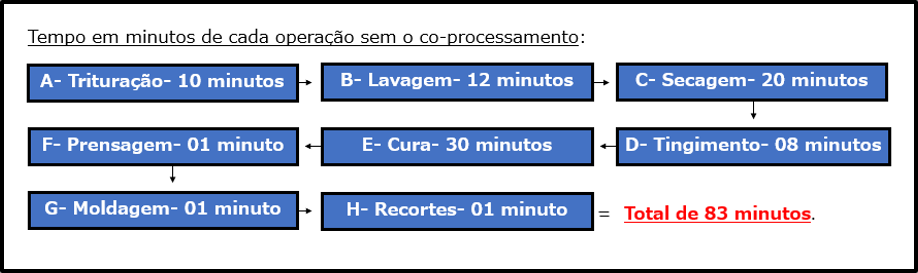 Tempo em minutos de cada operação sem o co-processamento:
A- Trituração- 10 minutos
B- Lavagem- 12 minutos
C- Secagem- 20 minutos
D- Tingimento- 08 minutos
E- Cura- 30 minutos
F- Prensagem- 01 minuto
G- Moldagem- 01 minuto
H- Recortes- 01 minuto
= Total de 83 minutos.